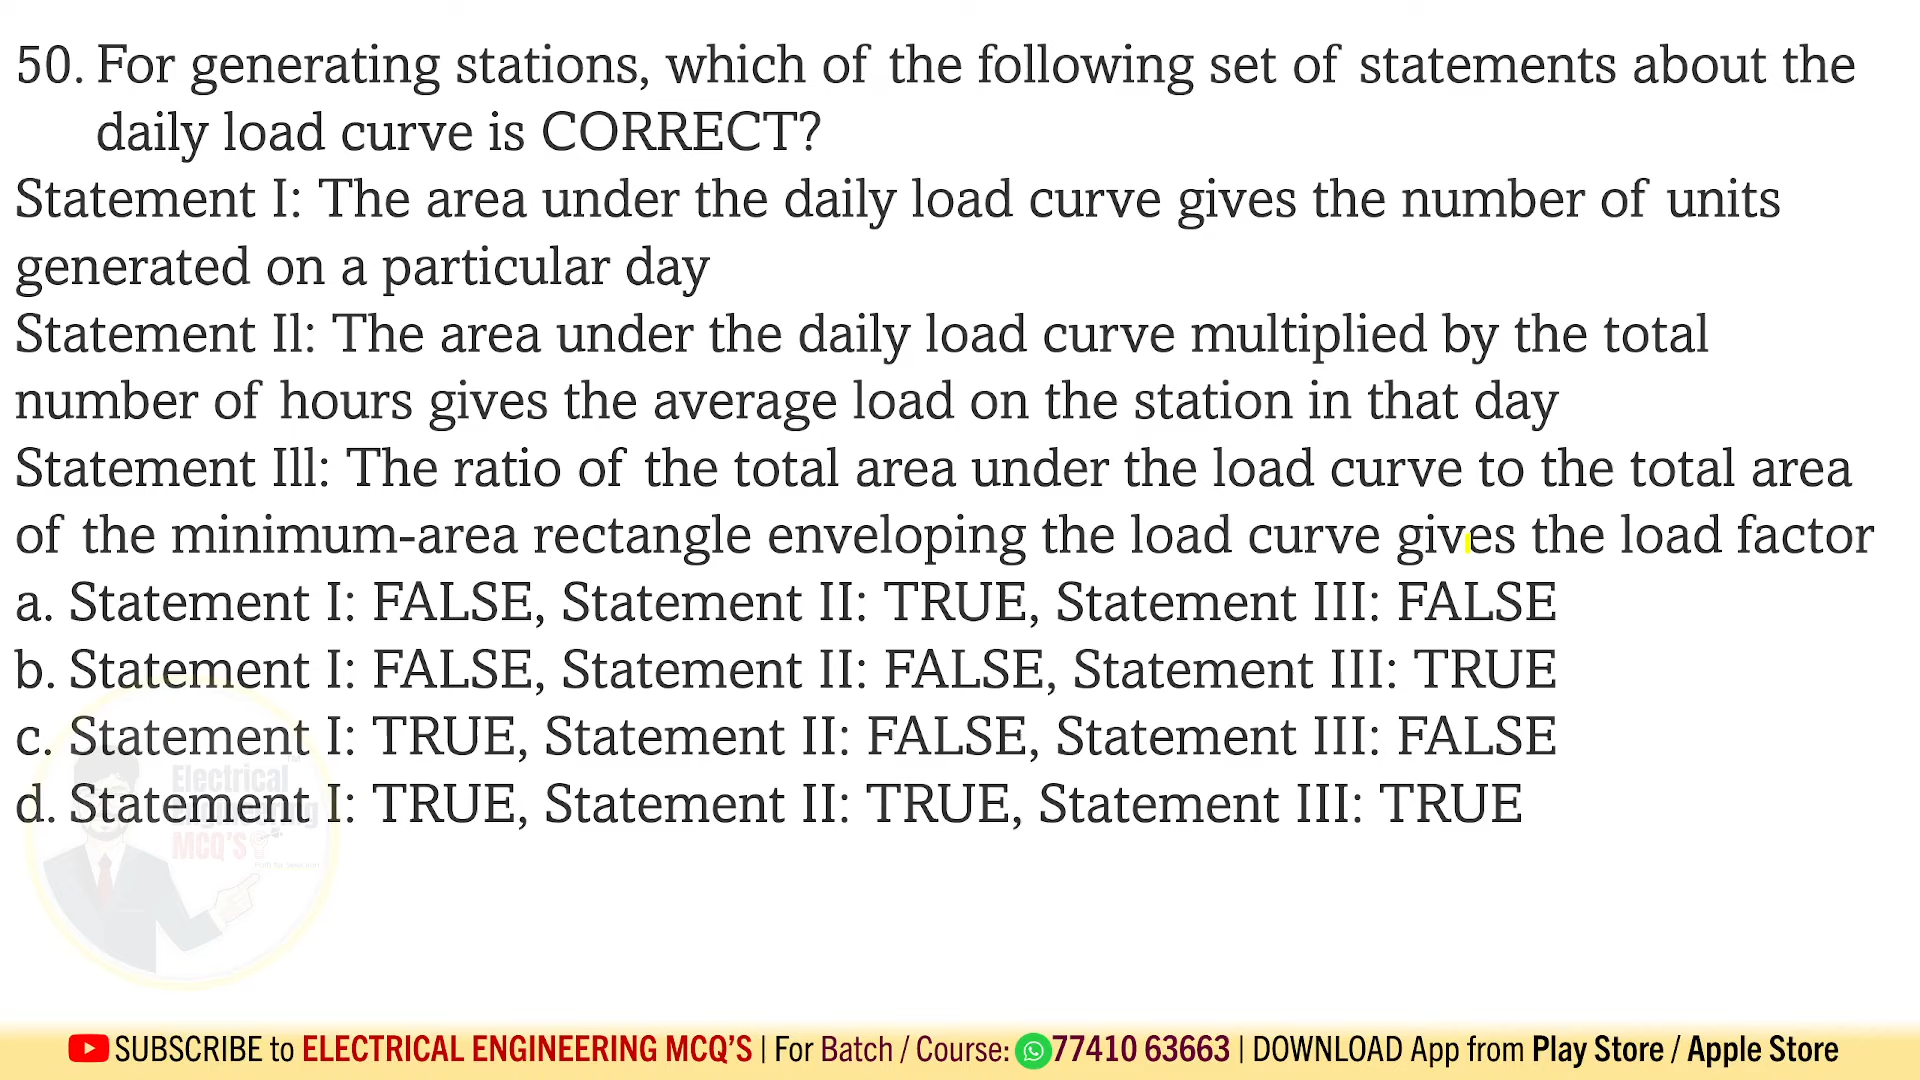 50. For generating stations, which of the following set of statements about the
daily load curve is CORRECT?
Statement I: The area under the daily load curve gives the number of units
generated on a particular day
Statement Il: The area under the daily load curve multiplied by the total
number of hours gives the average load on the station in that day
Statement Ill: The ratio of the total area under the load curve to the total area
of the minimum-area rectangle enveloping the load curve gives the load factor
a. Statement I: FALSE, Statement II: TRUE, Statement III: FALSE
b. Statement I: FALSE, Statement II: FALSE, Statement III: TRUE
c. Statement I: TRUE, Statement II: FALSE, Statement III: FALSE
d. Statement I: TRUE, Statement II: TRUE, Statement III: TRUE
Electrical
Engineering
MCQ'S
SUBSCRIBE to ELECTRICAL ENGINEERING MCQ'S | For Batch / Course: 77410 63663 | DOWNLOAD App from Play Store / Apple Store